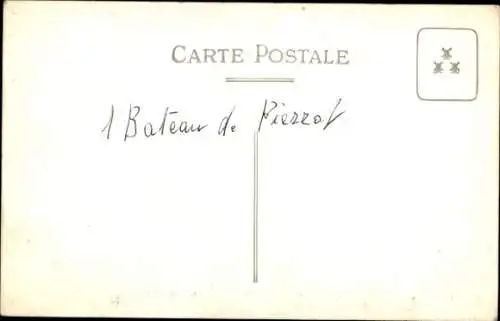 CARTE POSTALE
1 Bateau de Pierrot